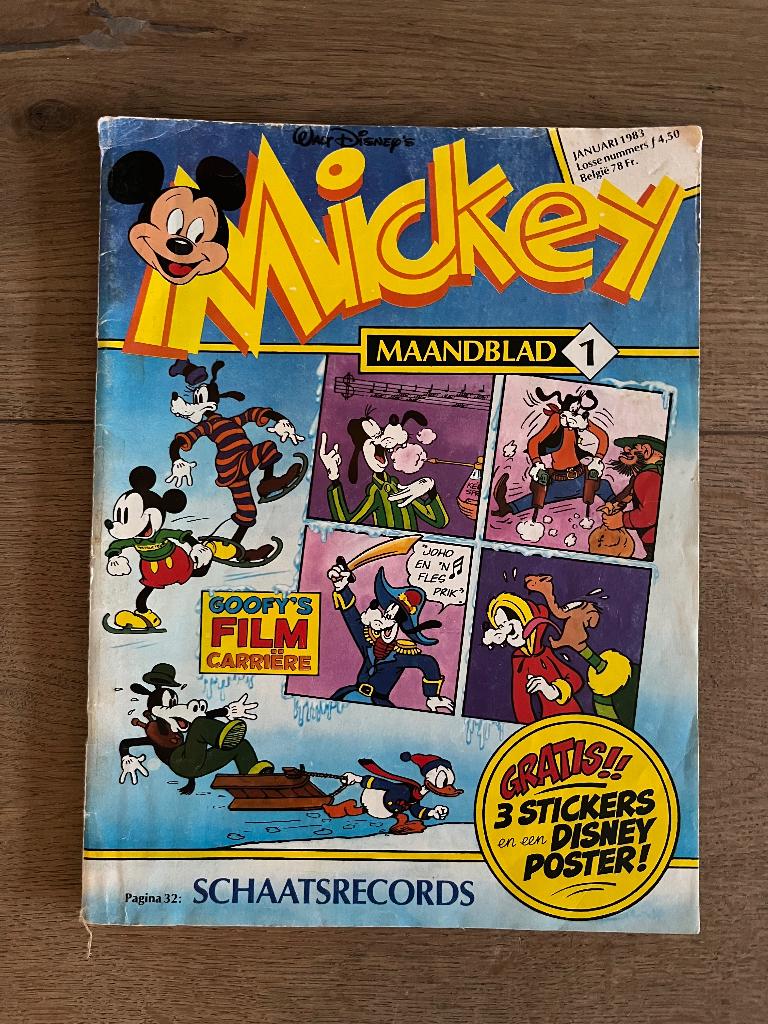 Walt Disney's
Mickey
JANUARI 1983
Losse nummers ƒ 4,50
België 78 Fr.
MAANDBLAD 1
"JOHO
EN 'N
FLES
PRIK"
GOOFY'S
FILM
CARRIÈRE
GRATIS!!
3 STICKERS
en een DISNEY
POSTER!
Pagina 32: SCHAATSRECORDS